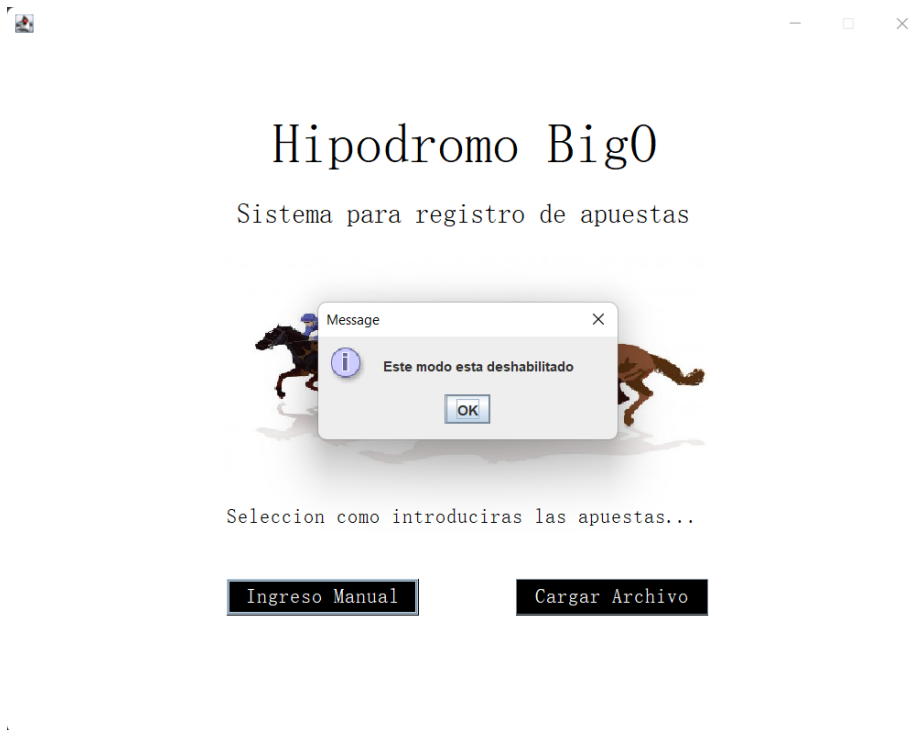 Hipodromo BigO
Sistema para registro de apuestas
Message
Este modo esta deshabilitado
OK
Seleccion como introduciras las apuestas...
Ingreso Manual
Cargar Archivo